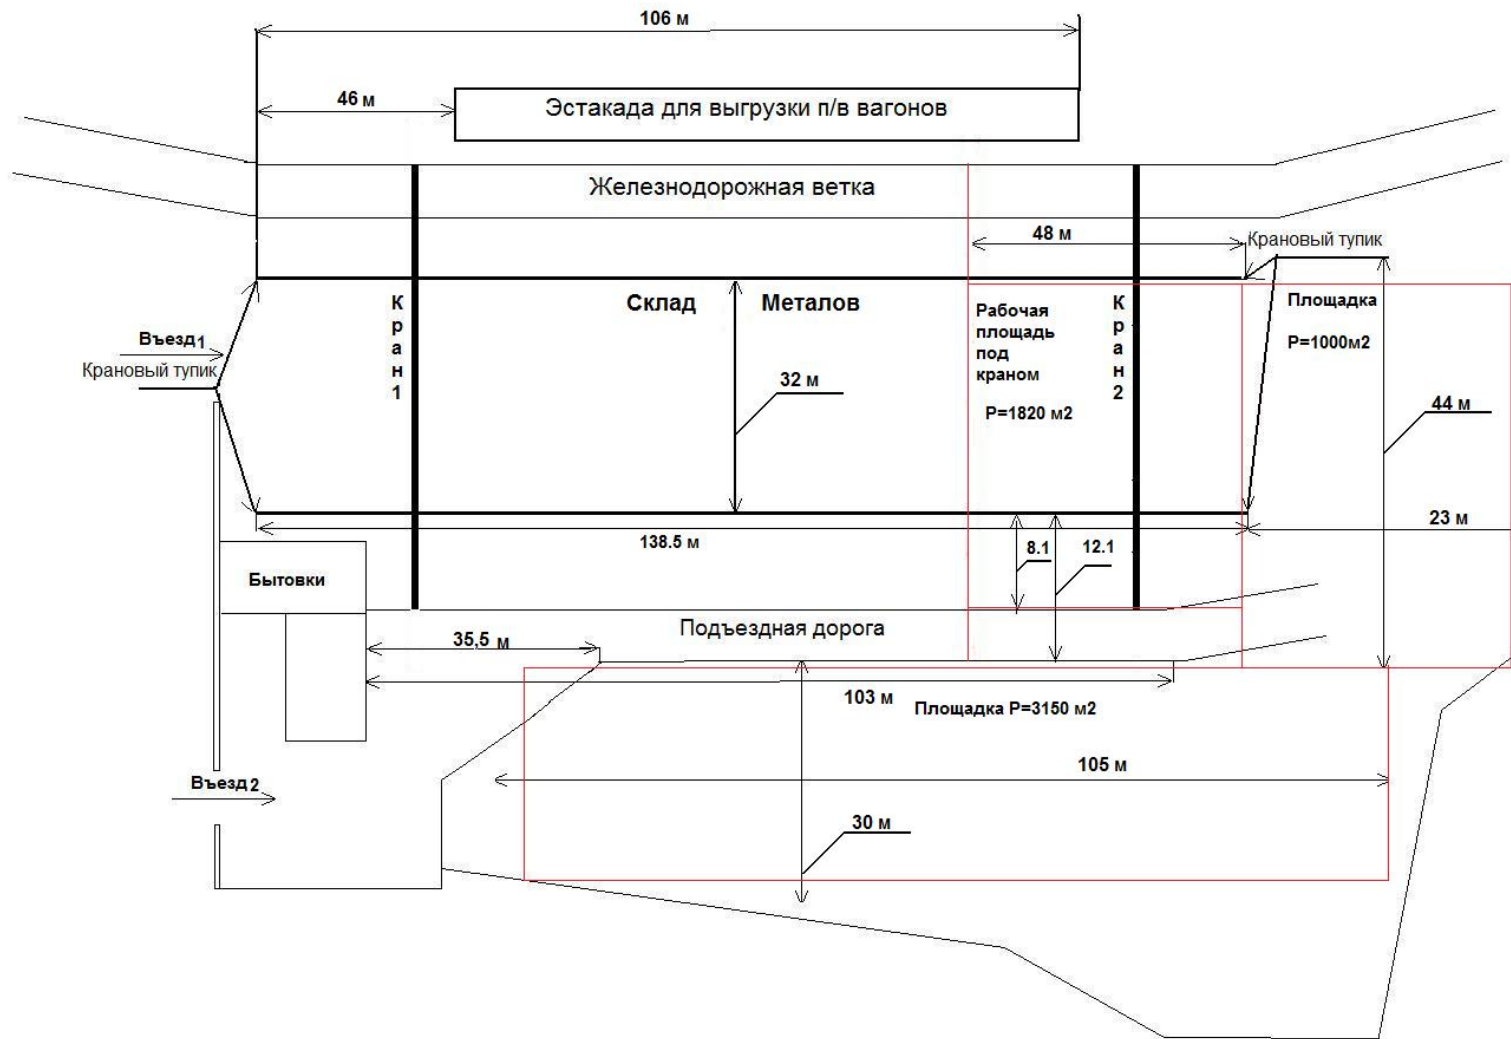 106 м
46 м
Эстакада для выгрузки п/в вагонов
Железнодорожная ветка
48 м
Крановый тупик
Склад Металов
Кран1
Рабочая
площадь
под
краном
P=1820 м2
Кран2
Площадка
P=1000м2
Въезд1
Крановый тупик
32 м
44 м
138.5 м
8.1
12.1
23 м
Бытовки
Подъездная дорога
35,5 м
103 м
Площадка P=3150 м2
105 м
Въезд2
30 м